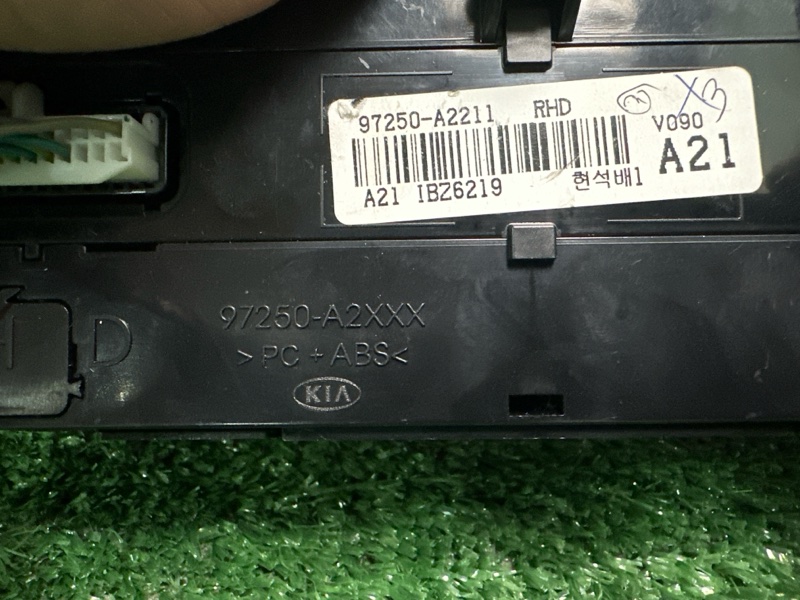 97250-A2211 RHD
V090
A21
A21 IBZ6219 현석배1
97250-A2XXX
>PC + ABS<
D
KIA